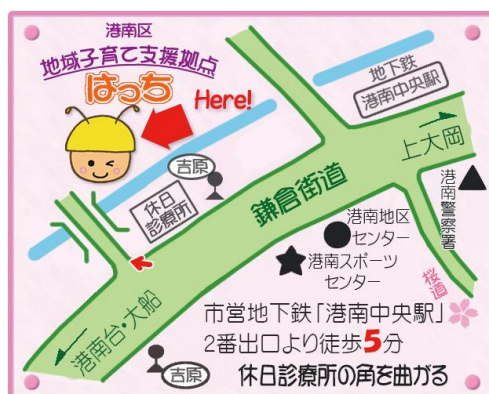 港南区
地域子育て支援拠点
はっち
Here!
地下鉄
港南中央駅
上大岡
吉原
休日
診療所
鎌倉街道
港南警察署
港南地区
センター
港南スポーツ
センター
桜道
港南台・大船
吉原
市営地下鉄「港南中央駅」
2番出口より徒歩5分
休日診療所の角を曲がる